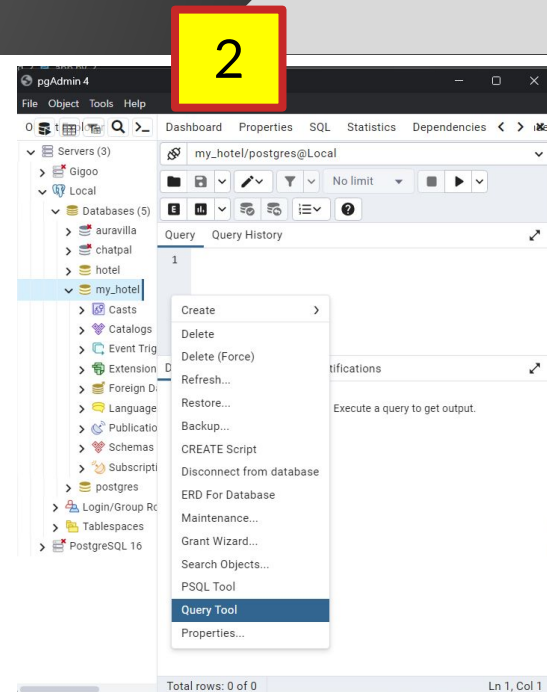 2
pgAdmin 4
File Object Tools Help
Dashboard Properties SQL Statistics Dependencies
Servers (3)
my_hotel/postgres@Local
Gigoo
Local
No limit
Databases (5)
auravilla
chatpal
Query Query History
hotel
1
my_hotel
Casts
Catalogs
Event Trig
Extension
Foreign D
Language
Publicatio
Schemas
Subscripti
postgres
Login/Group Ro
Tablespaces
PostgreSQL 16
Create
Delete
Delete (Force)
tifications
Refresh...
Restore...
Execute a query to get output.
Backup...
CREATE Script
Disconnect from database
ERD For Database
Maintenance...
Grant Wizard...
Search Objects...
PSQL Tool
Query Tool
Properties...
Total rows: 0 of 0
Ln 1, Col 1